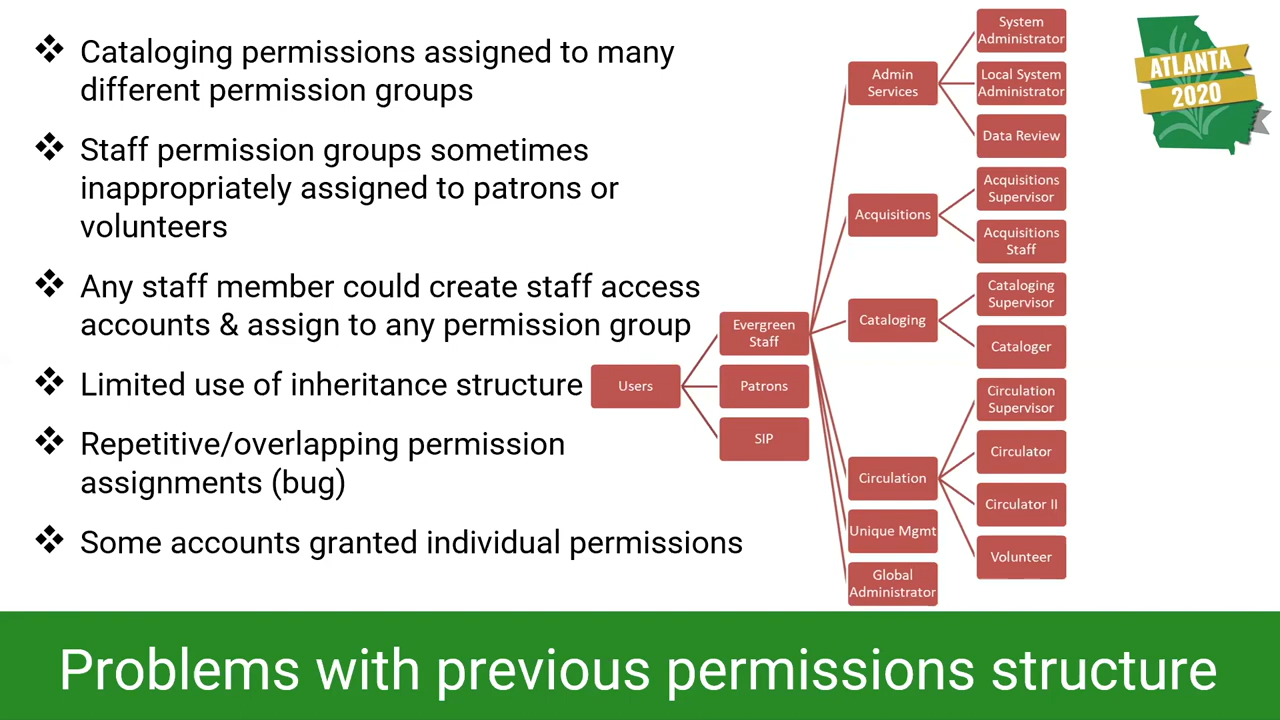 ❖ Cataloging permissions assigned to many
different permission groups
❖ Staff permission groups sometimes
inappropriately assigned to patrons or
volunteers
❖ Any staff member could create staff access
accounts & assign to any permission group
❖ Limited use of inheritance structure
❖ Repetitive/overlapping permission
assignments (bug)
❖ Some accounts granted individual permissions
Users
Evergreen
Staff
Patrons
SIP
Admin
Services
Acquisitions
Cataloging
Circulation
Unique Mgmt
Global
Administrator
System
Administrator
Local System
Administrator
Data Review
Acquisitions
Supervisor
Acquisitions
Staff
Cataloging
Supervisor
Cataloger
Circulation
Supervisor
Circulator
Circulator II
Volunteer
ATLANTA
2020
Problems with previous permissions structure